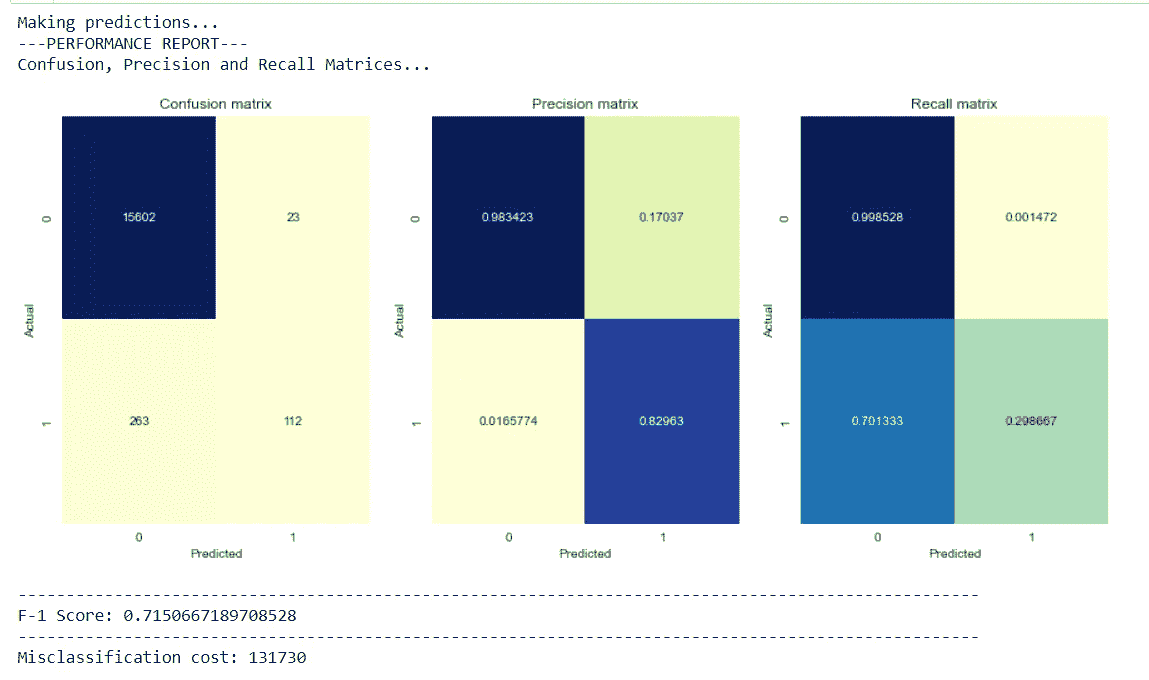 Making predictions...
---PERFORMANCE REPORT---
Confusion, Precision and Recall Matrices...
Confusion matrix
Precision matrix
Recall matrix
0
15602
23
0
0.983423
0.17037
0
0.998528
0.001472
Actual
Actual
Actual
1
263
112
1
0.0165774
0.82963
1
0.701333
0.298667
0
1
0
1
0
1
Predicted
Predicted
Predicted
----------------------------------------------------------------------------------------------------
F-1 Score: 0.7150667189708528
----------------------------------------------------------------------------------------------------
Misclassification cost: 131730